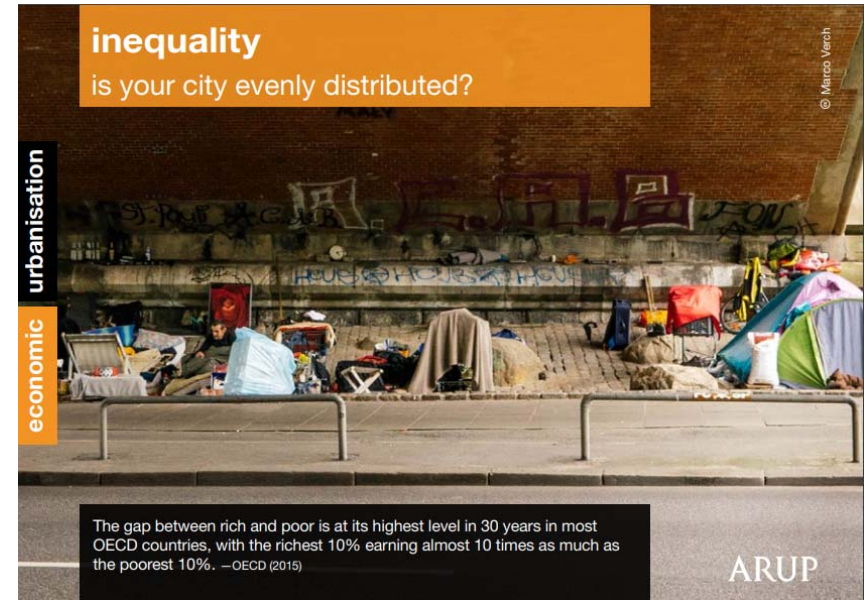 inequality
is your city evenly distributed?
© Marco Verch
urbanisation
economic
The gap between rich and poor is at its highest level in 30 years in most
OECD countries, with the richest 10% earning almost 10 times as much as
the poorest 10%. —OECD (2015)
ARUP